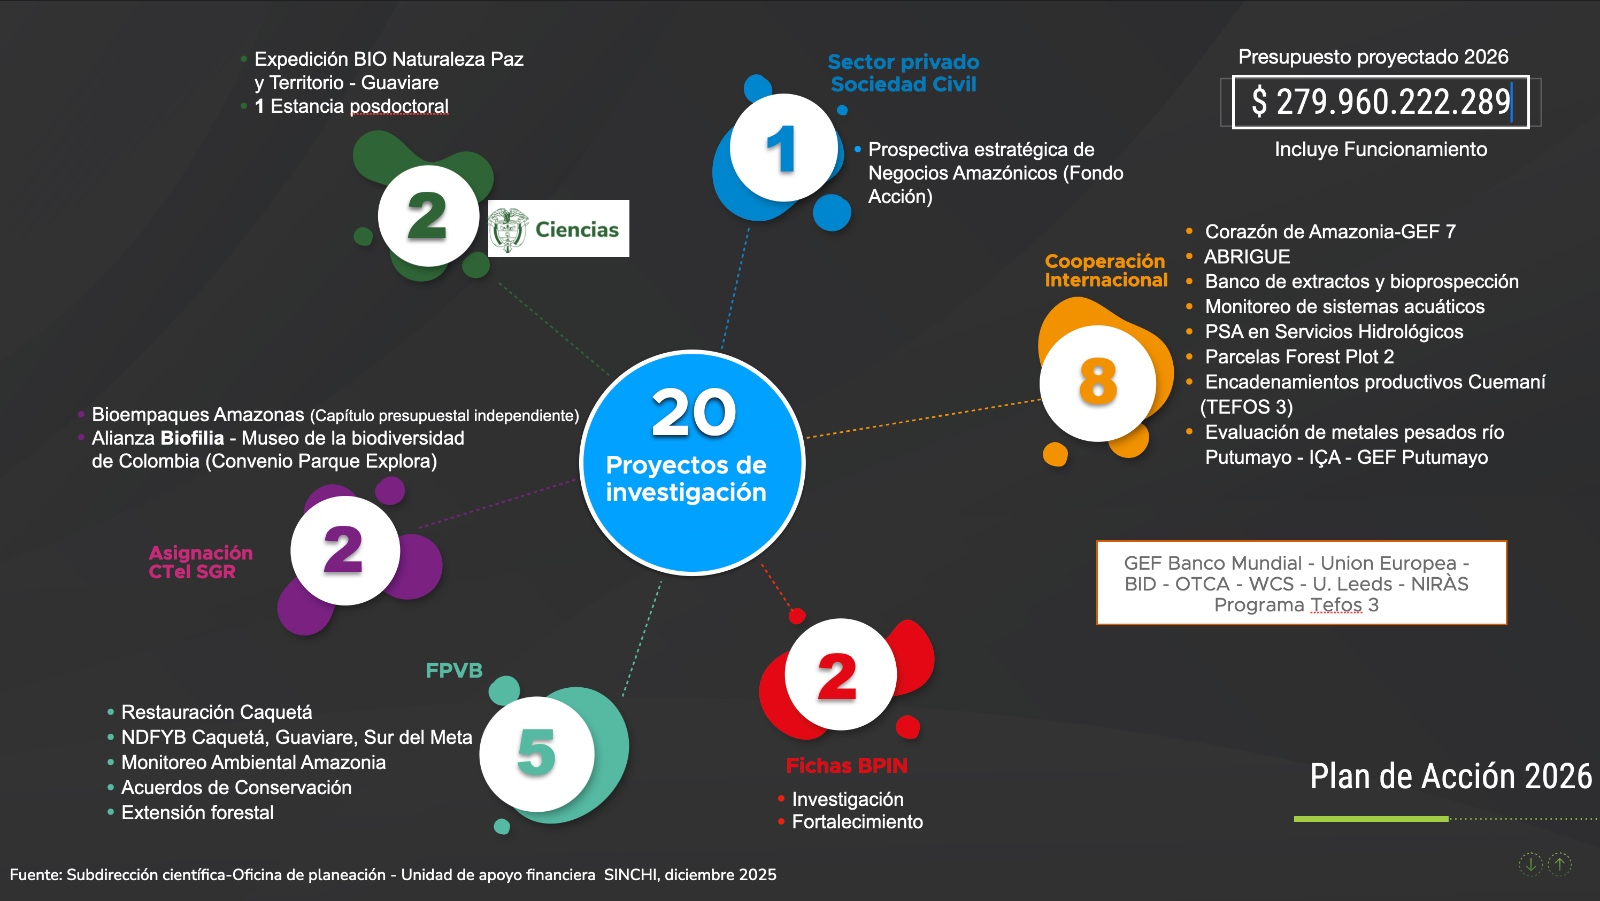 Expedición BIO Naturaleza Paz
y Territorio - Guaviare
1 Estancia posdoctoral
2
Ciencias
Sector privado
Sociedad Civil
1
Prospectiva estratégica de
Negocios Amazónicos (Fondo
Acción)
Presupuesto proyectado 2026
$ 279.960.222.289
Incluye Funcionamiento
Cooperación
Internacional
8
Corazón de Amazonia-GEF 7
ABRIGUE
Banco de extractos y bioprospección
Monitoreo de sistemas acuáticos
PSA en Servicios Hidrológicos
Parcelas Forest Plot 2
Encadenamientos productivos Cuemaní
(TEFOS 3)
Evaluación de metales pesados río
Putumayo - IÇA - GEF Putumayo
20
Proyectos de
investigación
Bioempaques Amazonas (Capítulo presupuestal independiente)
Alianza Biofilia - Museo de la biodiversidad
de Colombia (Convenio Parque Explora)
Asignación
CTeI SGR
2
GEF Banco Mundial - Union Europea -
BID - OTCA - WCS - U. Leeds - NIRÀS
Programa Tefos 3
FPVB
5
Restauración Caquetá
NDFYB Caquetá, Guaviare, Sur del Meta
Monitoreo Ambiental Amazonia
Acuerdos de Conservación
Extensión forestal
2
Fichas BPIN
Investigación
Fortalecimiento
Plan de Acción 2026
Fuente: Subdirección científica-Oficina de planeación - Unidad de apoyo financiera SINCHI, diciembre 2025